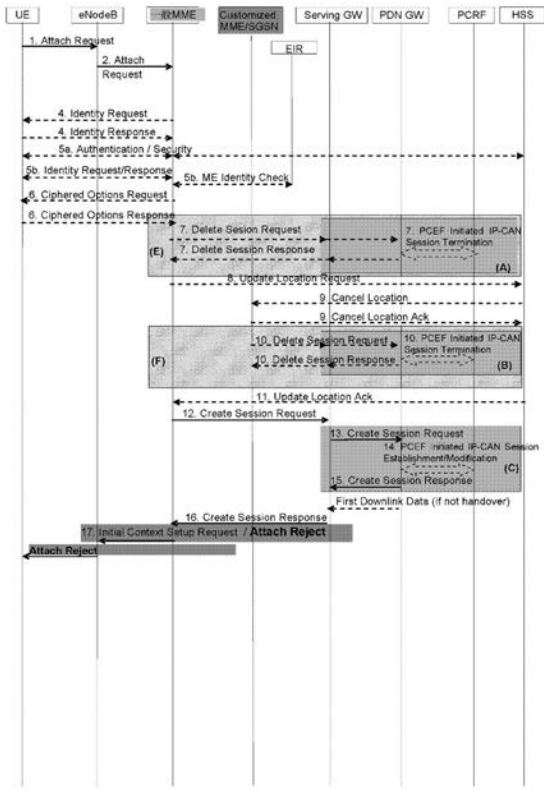 UE
eNodeB
一般MME
Customized
MME/SGSN
Serving GW
PDN GW
PCRF
HSS
EIR
1. Attach Request
2. Attach
Request
4. Identity Request
4. Identity Response
5a. Authentication / Security
5b. Identity Request/Response
5b. ME Identity Check
6. Ciphered Options Request
6. Ciphered Options Response
7. Delete Sesion Request
7. PCEF Initiated IP-CAN
Session Termination
7. Delete Session Response
(E)
(A)
8. Update Location Request
9. Cancel Location
9. Cancel Location Ack
10. Delete Session Request
10. PCEF Initiated IP-CAN
Session Termination
10. Delete Session Response
(F)
(B)
11. Update Location Ack
12. Create Session Request
13. Create Session Request
14. PCEF Initiated IP-CAN Session
Establishment/Modification
(C)
15. Create Session Response
First Downlink Data (if not handover)
16. Create Session Response
17. Initial Context Setup Request / Attach Reject
Attach Reject